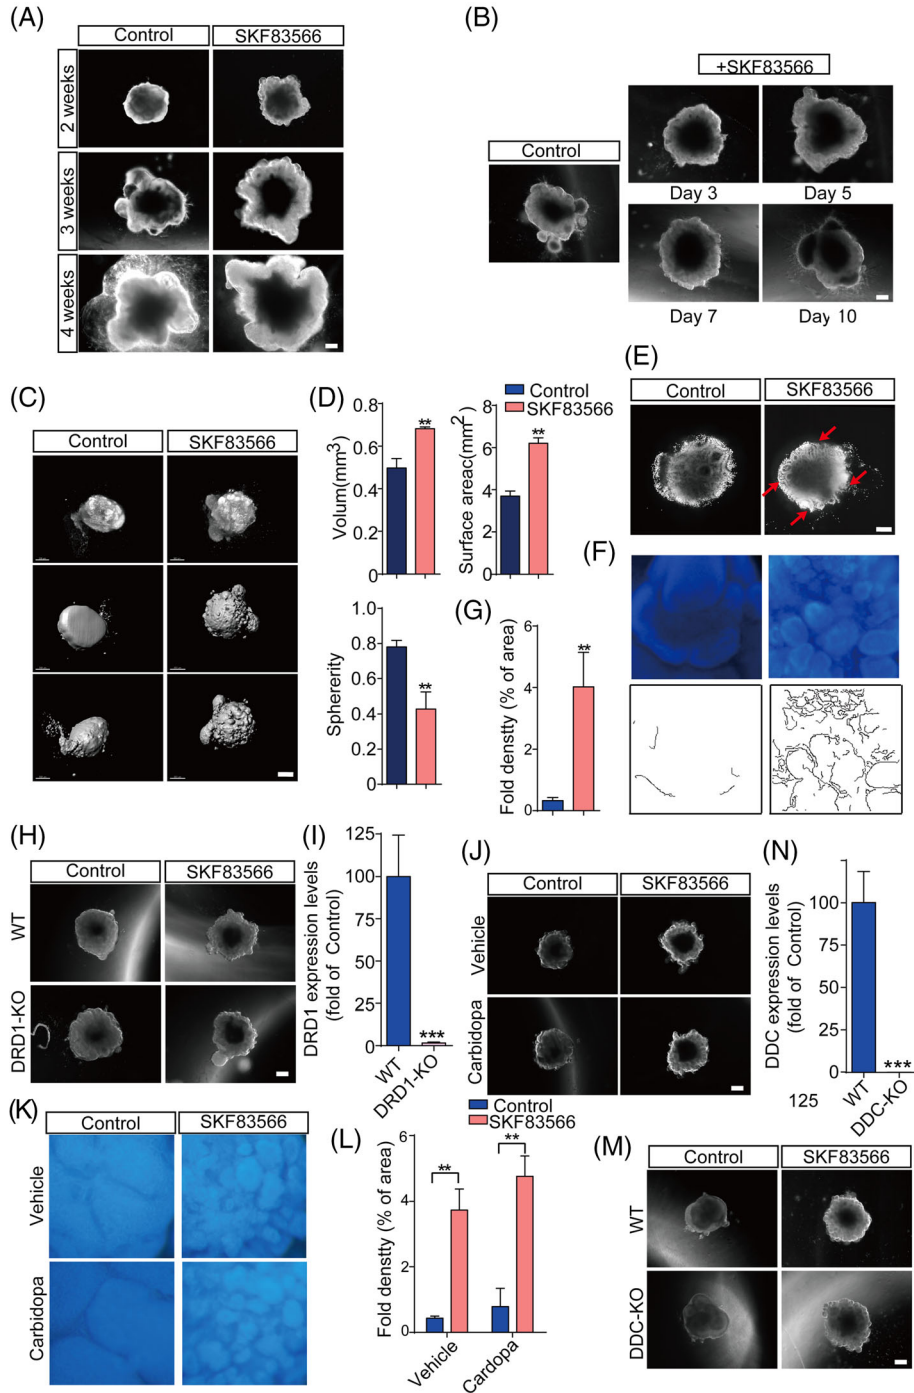 (A)
Control
SKF83566
2 weeks
3 weeks
4 weeks
(B)
+SKF83566
Control
Day 3
Day 5
Day 7
Day 10
(C)
Control
SKF83566
(D)
Control
SKF83566
Volum(mm3)
0.8
0.6
0.4
0.2
0
**
Surface areac(mm2)
8
6
4
2
0
**
Sphererity
1.0
0.8
0.6
0.4
0.2
0
**
(E)
Control
SKF83566
(F)
(G)
Fold denstty (% of area)
6
4
2
0
**
(H)
Control
SKF83566
WT
DRD1-KO
(I)
DRD1 expression levels
(fold of Control)
125
100
75
50
25
0
***
WT
DRD1-KO
(J)
Control
SKF83566
Vehicle
Carbidopa
(N)
DDC expression levels
(fold of Control)
100
75
50
25
0
***
125
WT
DDC-KO
(K)
Control
SKF83566
Vehicle
Carbidopa
(L)
Control
SKF83566
Fold denstty (% of area)
6
4
2
0
**
**
Vehicle
Cardopa
(M)
Control
SKF83566
WT
DDC-KO